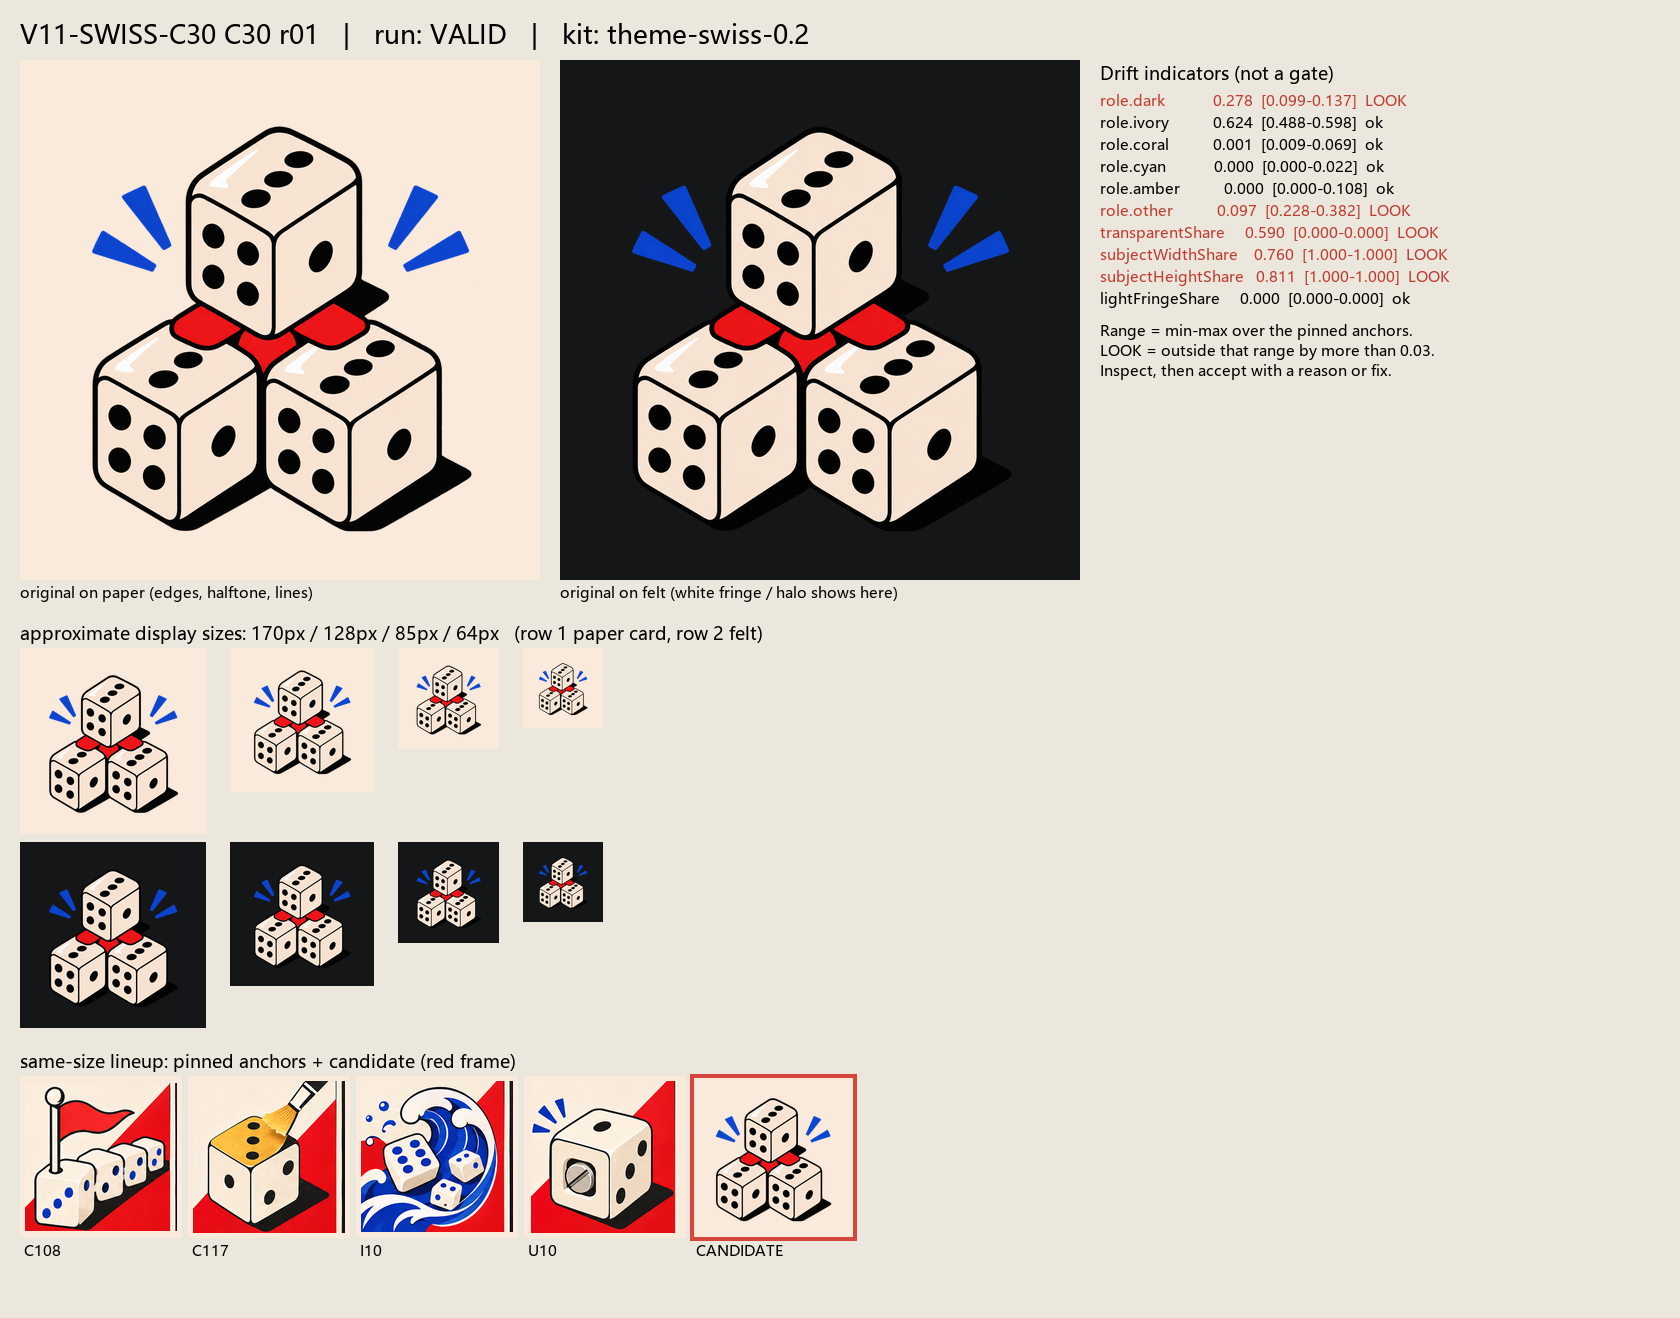 V11-SWISS-C30 C30 r01 | run: VALID | kit: theme-swiss-0.2
Drift indicators (not a gate)
role.dark 0.278 [0.099-0.137] LOOK
role.ivory 0.624 [0.488-0.598] ok
role.coral 0.001 [0.009-0.069] ok
role.cyan 0.000 [0.000-0.022] ok
role.amber 0.000 [0.000-0.108] ok
role.other 0.097 [0.228-0.382] LOOK
transparentShare 0.590 [0.000-0.000] LOOK
subjectWidthShare 0.760 [1.000-1.000] LOOK
subjectHeightShare 0.811 [1.000-1.000] LOOK
lightFringeShare 0.000 [0.000-0.000] ok
Range = min-max over the pinned anchors.
LOOK = outside that range by more than 0.03.
Inspect, then accept with a reason or fix.
original on paper (edges, halftone, lines)
original on felt (white fringe / halo shows here)
approximate display sizes: 170px / 128px / 85px / 64px (row 1 paper card, row 2 felt)
same-size lineup: pinned anchors + candidate (red frame)
C108
C117
I10
U10
CANDIDATE